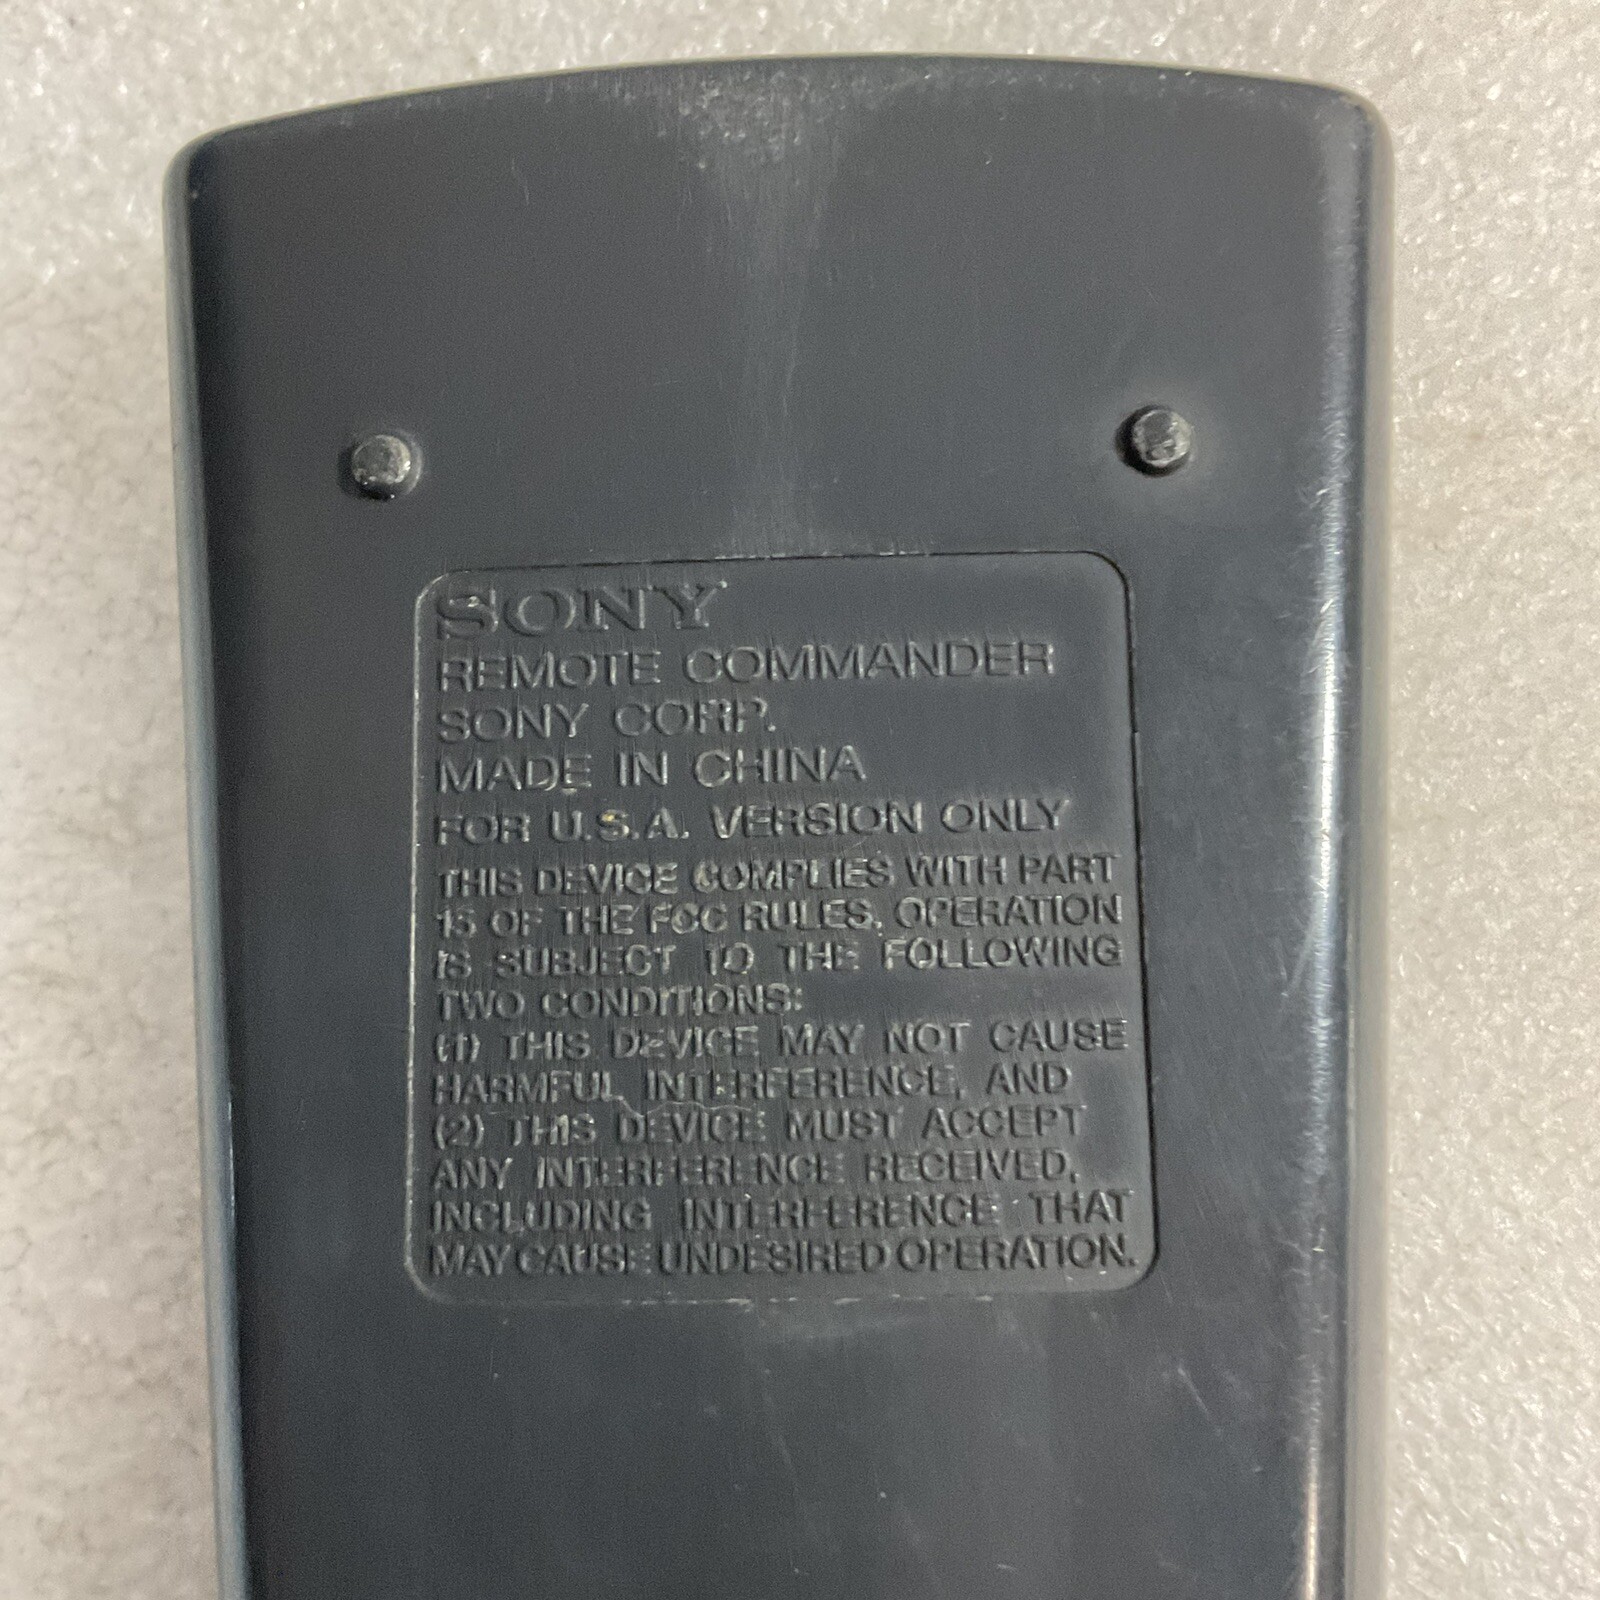 SONY
REMOTE COMMANDER
SONY CORP.
MADE IN CHINA
FOR U.S.A. VERSION ONLY
THIS DEVICE COMPLIES WITH PART
15 OF THE FCC RULES. OPERATION
IS SUBJECT TO THE FOLLOWING
TWO CONDITIONS:
(1) THIS DEVICE MAY NOT CAUSE
HARMFUL INTERFERENCE, AND
(2) THIS DEVICE MUST ACCEPT
ANY INTERFERENCE RECEIVED,
INCLUDING INTERFERENCE THAT
MAY CAUSE UNDESIRED OPERATION.